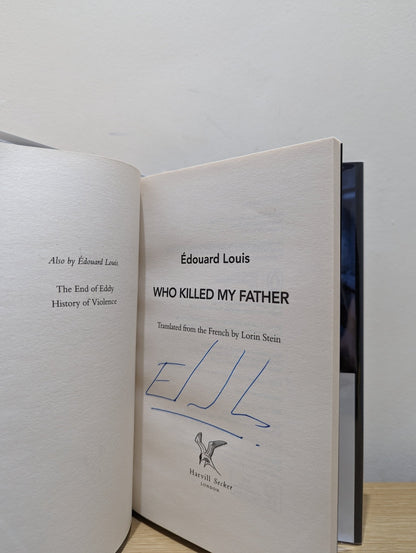 Also by Édouard Louis
The End of Eddy
History of Violence
Édouard Louis
WHO KILLED MY FATHER
Translated from the French by Lorin Stein
Harvill Secker
LONDON